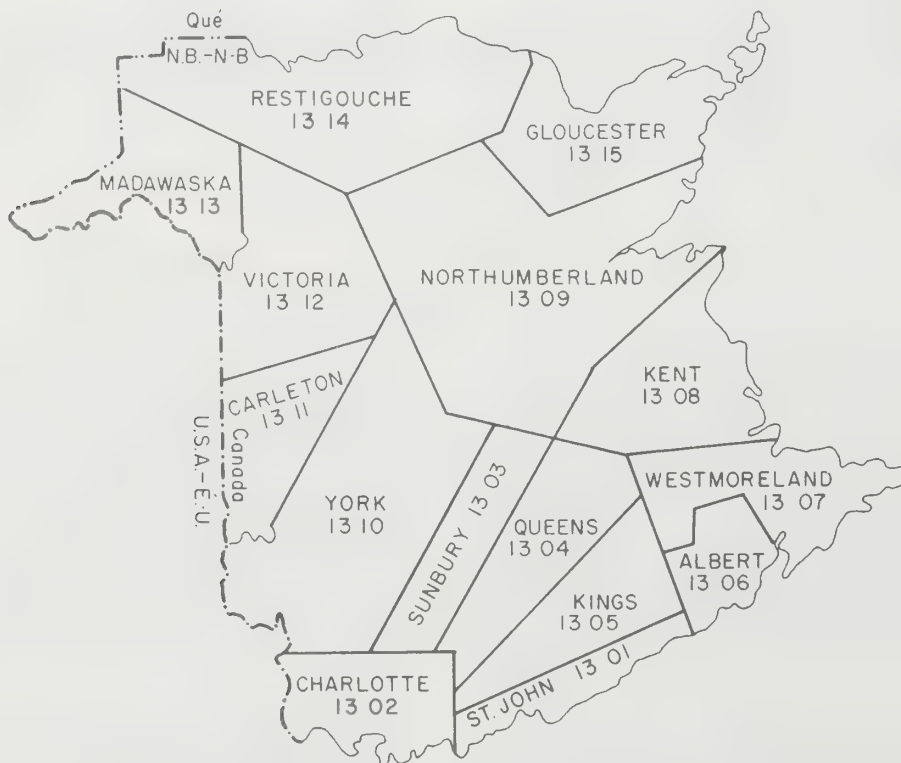 Qué
N.B.-N-B
RESTIGOUCHE
13 14
GLOUCESTER
13 15
MADAWASKA
13 13
VICTORIA
13 12
NORTHUMBERLAND
13 09
CARLETON
13 11
KENT
13 08
U.S.A.-É.-U.
Canada
YORK
13 10
SUNBURY 13 03
QUEENS
13 04
WESTMORELAND
13 07
ALBERT
13 06
KINGS
13 05
ST. JOHN 13 01
CHARLOTTE
13 02